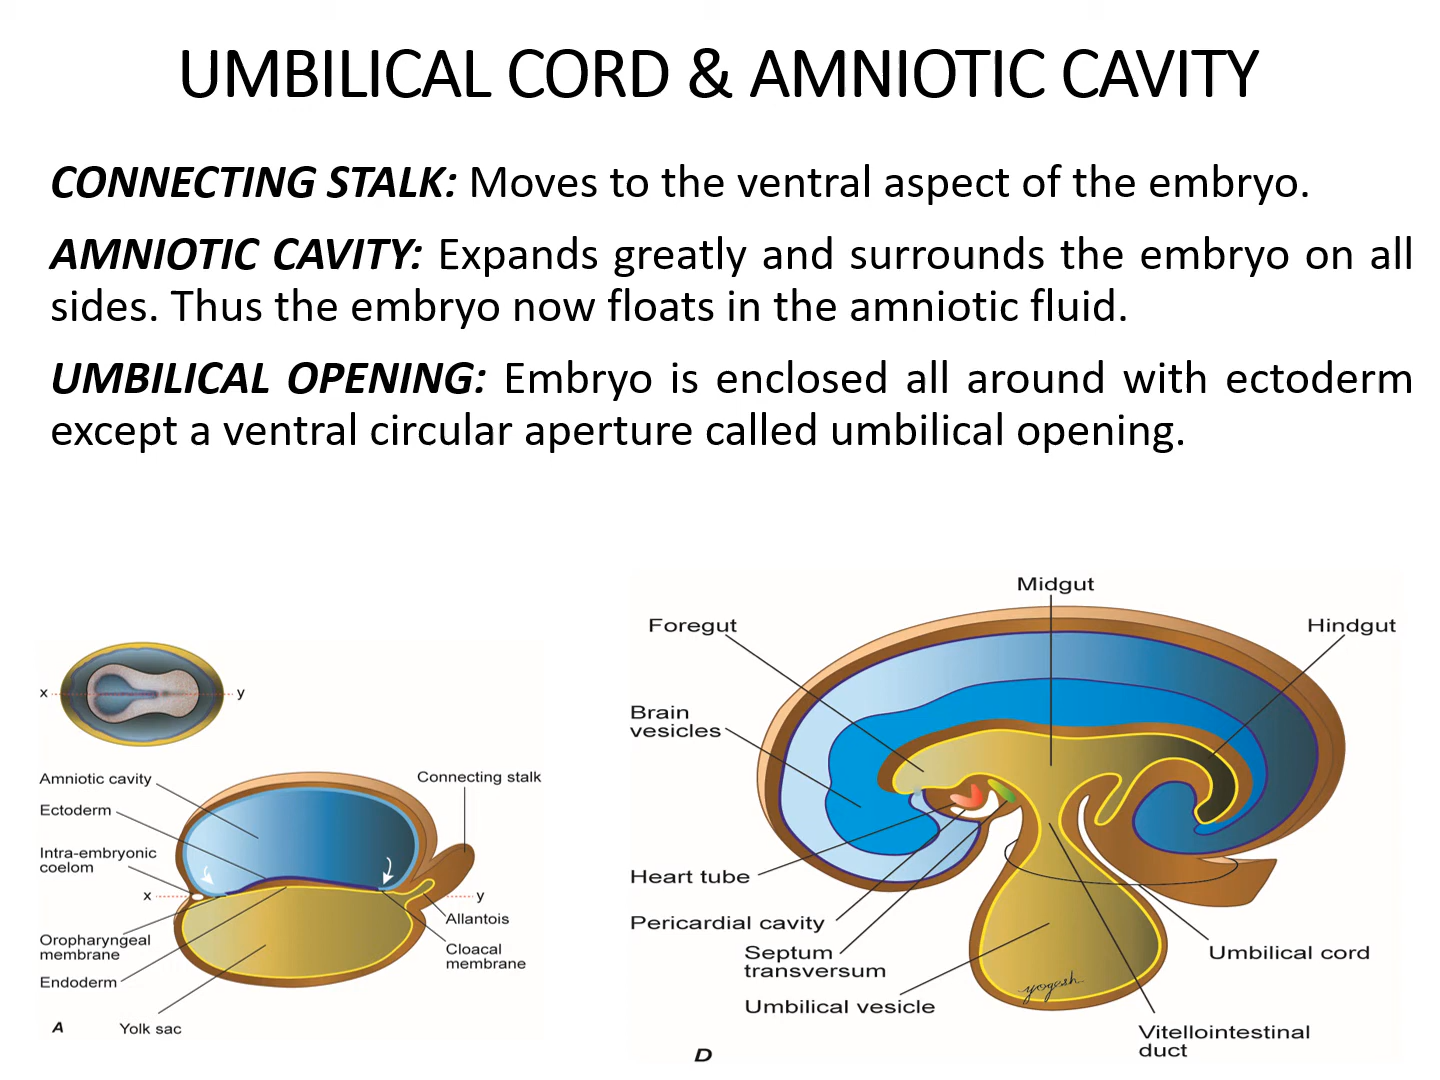 UMBILICAL CORD & AMNIOTIC CAVITY
CONNECTING STALK: Moves to the ventral aspect of the embryo.
AMNIOTIC CAVITY: Expands greatly and surrounds the embryo on all
sides. Thus the embryo now floats in the amniotic fluid.
UMBILICAL OPENING: Embryo is enclosed all around with ectoderm
except a ventral circular aperture called umbilical opening.
x
y
Amniotic cavity
Connecting stalk
Ectoderm
Intra-embryonic
coelom
x
y
Allantois
Oropharyngeal
membrane
Cloacal
membrane
Endoderm
A
Yolk sac
Midgut
Foregut
Hindgut
Brain
vesicles
Heart tube
Pericardial cavity
Septum
transversum
Umbilical cord
Umbilical vesicle
yogesh
Vitellointestinal
duct
D